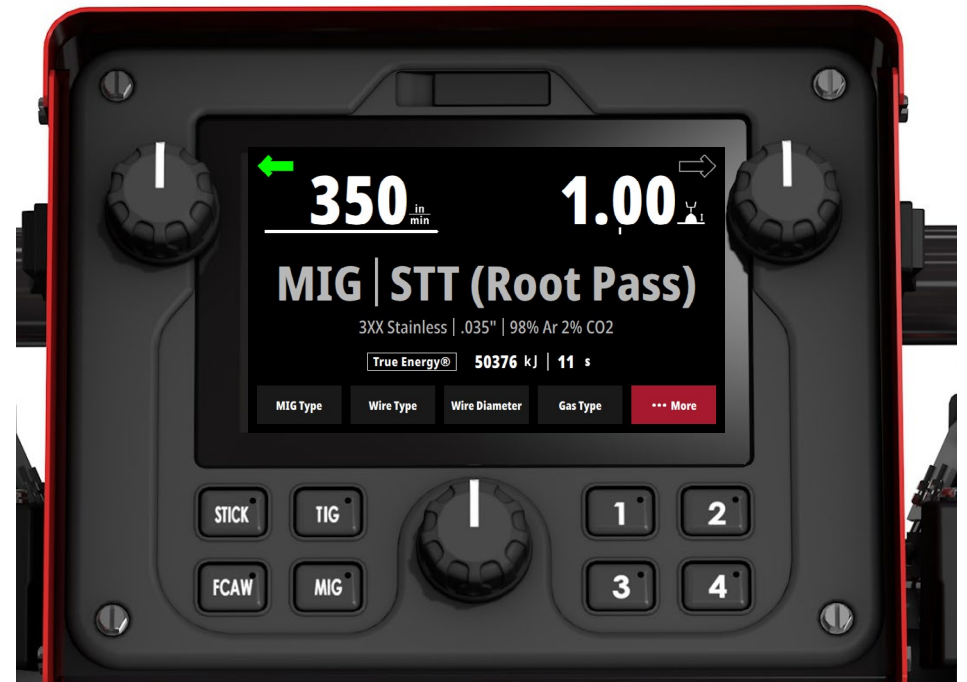 350 in/min 1.00
MIG | STT (Root Pass)
3XX Stainless | .035" | 98% Ar 2% CO2
True Energy® 50376 kJ | 11 s
MIG Type Wire Type Wire Diameter Gas Type ••• More
STICK TIG 1 2
FCAW MIG 3 4